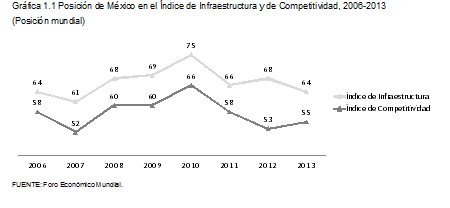 Gráfica 1.1 Posición de México en el Índice de Infraestructura y de Competitividad, 2006-2013
(Posición mundial)
75
69
68 68
64 66 64
61 66
58 60 60 58
52 53 55
Índice de Infraestructura
Índice de Competitividad
2006 2007 2008 2009 2010 2011 2012 2013
FUENTE: Foro Económico Mundial.